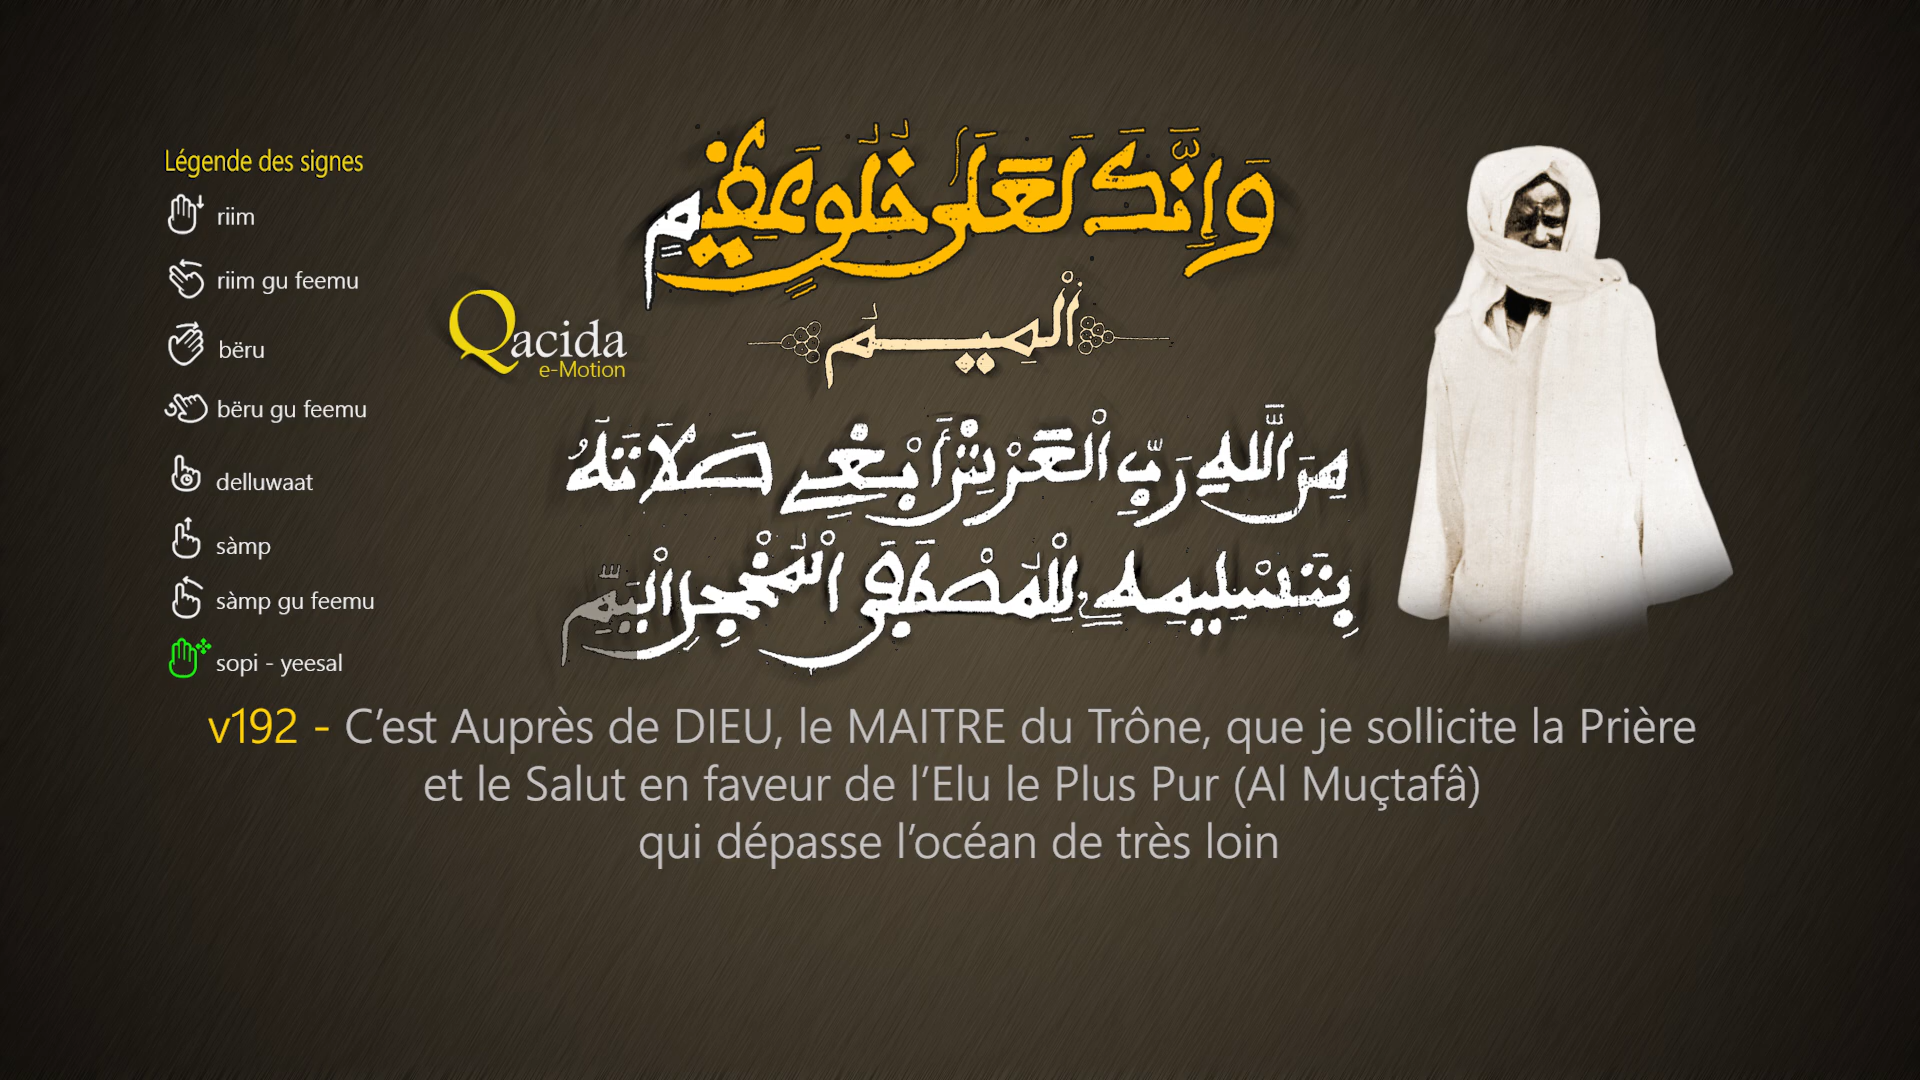 وَإِنَّكَ لَعَلَى خُلُقٍ عَظِيمٍ
اَلْمِيمُ
مِنَ اللَّهِ رَبِّ الْعَرْشِ أَبْغِي صَلَاتَهُ
بِتَسْلِيمِهِ لِلْمُصْطَفَى الْمُخْجِلِ الْيَمِّ
Légende des signes
riim
riim gu feemu
bëru
bëru gu feemu
delluwaat
sàmp
sàmp gu feemu
sopi - yeesal
Qacida
e-Motion
v192 - C’est Auprès de DIEU, le MAITRE du Trône, que je sollicite la Prière
et le Salut en faveur de l’Elu le Plus Pur (Al Muçtafâ)
qui dépasse l’océan de très loin